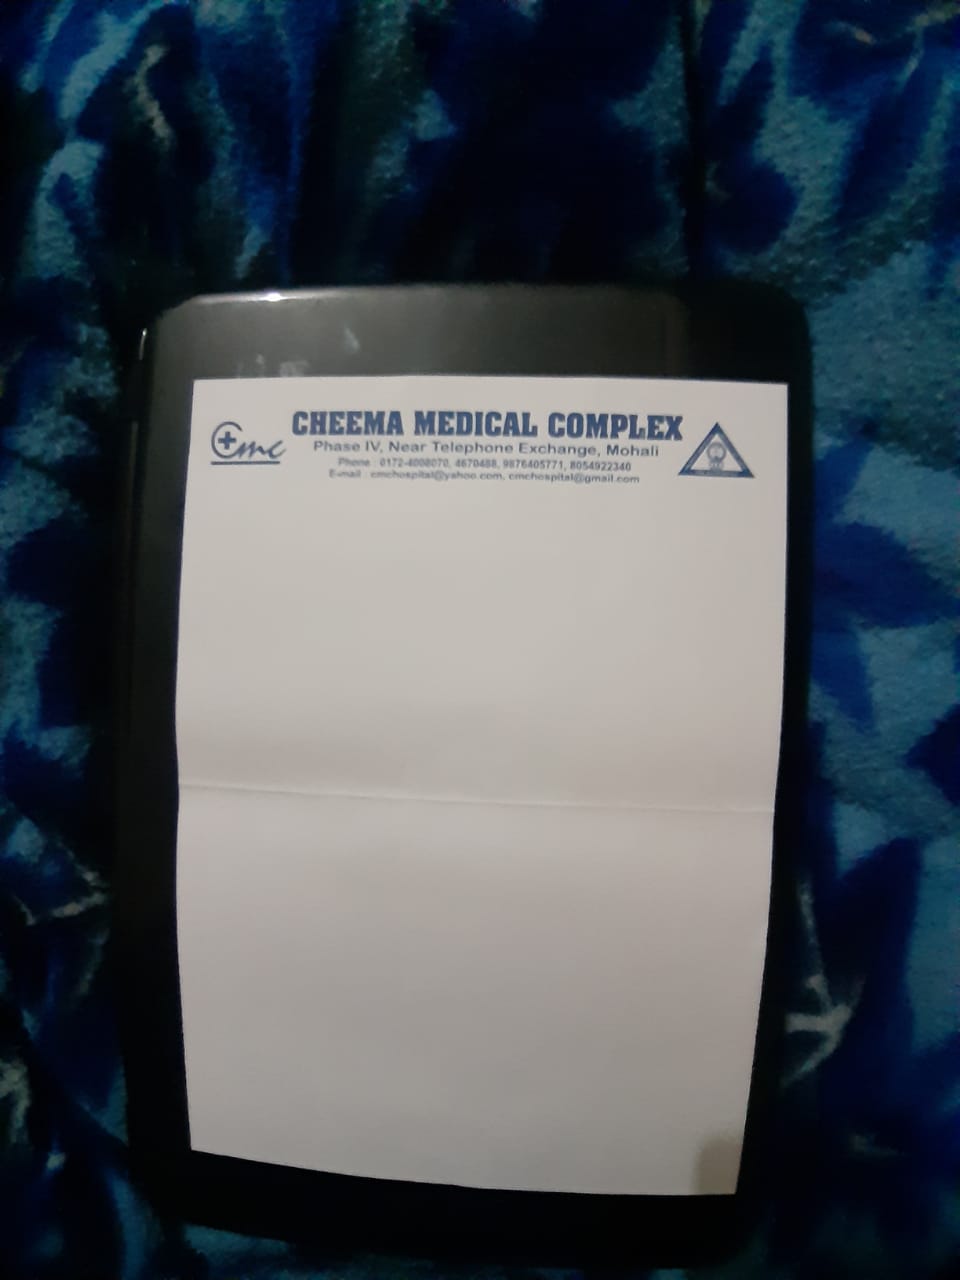 Cmc
CHEEMA MEDICAL COMPLEX
Phase IV, Near Telephone Exchange, Mohali
Phone : 0172-4008070, 4670488, 9876405771, 8054922340
E-mail : cmchospital@yahoo.com, cmchospital@gmail.com